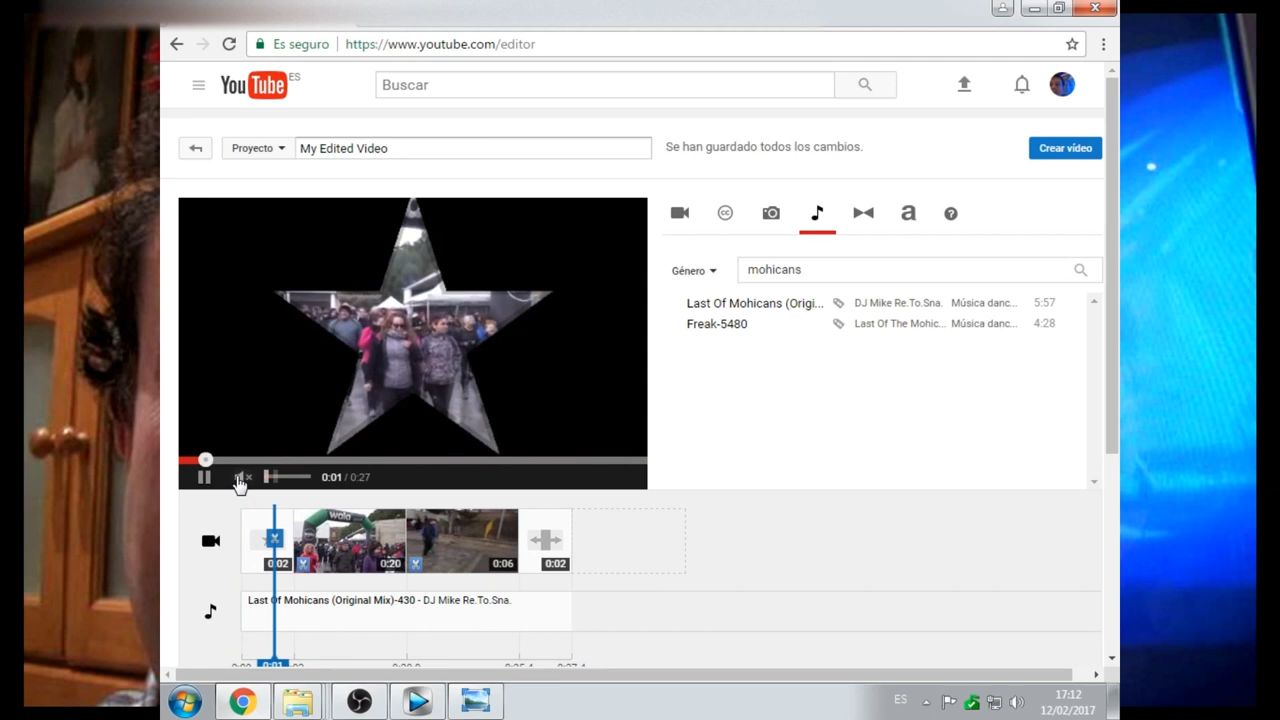 Es seguro https://www.youtube.com/editor
YouTube ES
Buscar
Proyecto My Edited Video Se han guardado todos los cambios. Crear vídeo
Género mohicans
Last Of Mohicans (Origi... DJ Mike Re.To.Sna. Música danc... 5:57
Freak-5480 Last Of The Mohic... Música danc... 4:28
0:01 / 0:27
wala
0:02 0:20 0:06 0:02
Last Of Mohicans (Original Mix)-430 - DJ Mike Re.To.Sna.
0:01
ES 17:12
12/02/2017